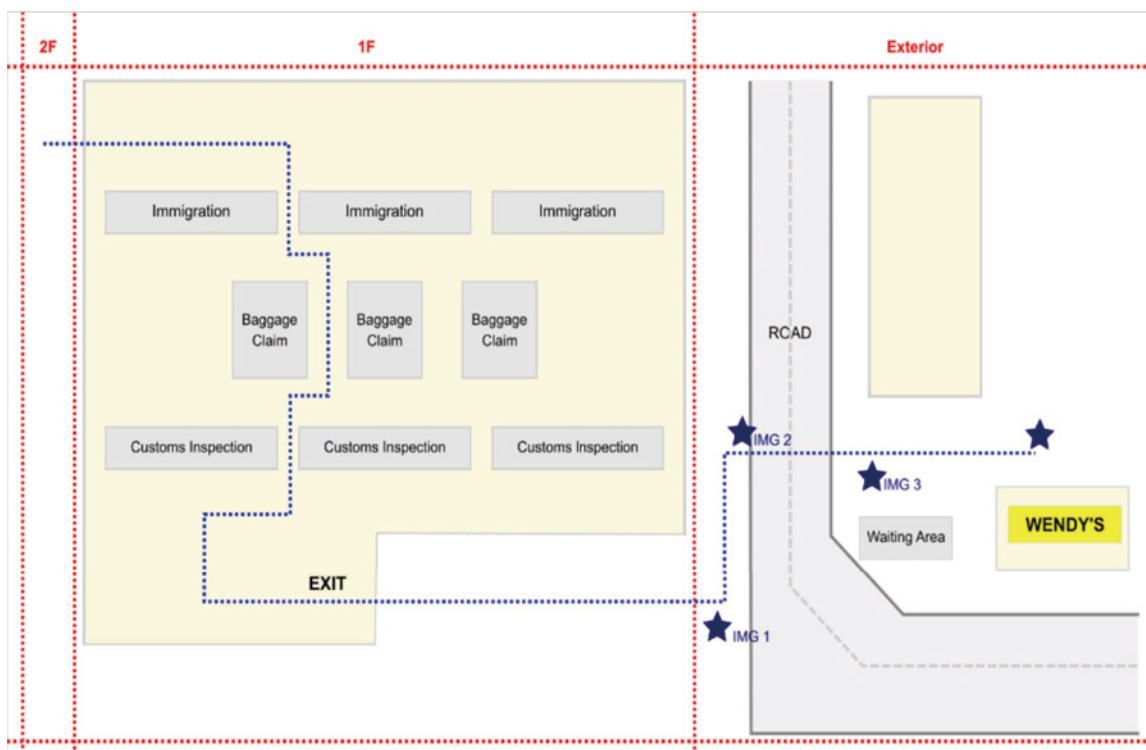 2F
1F
Exterior
Immigration
Immigration
Immigration
Baggage
Claim
Baggage
Claim
Baggage
Claim
ROAD
Customs Inspection
Customs Inspection
Customs Inspection
IMG 2
IMG 3
WENDY'S
Waiting Area
EXIT
IMG 1